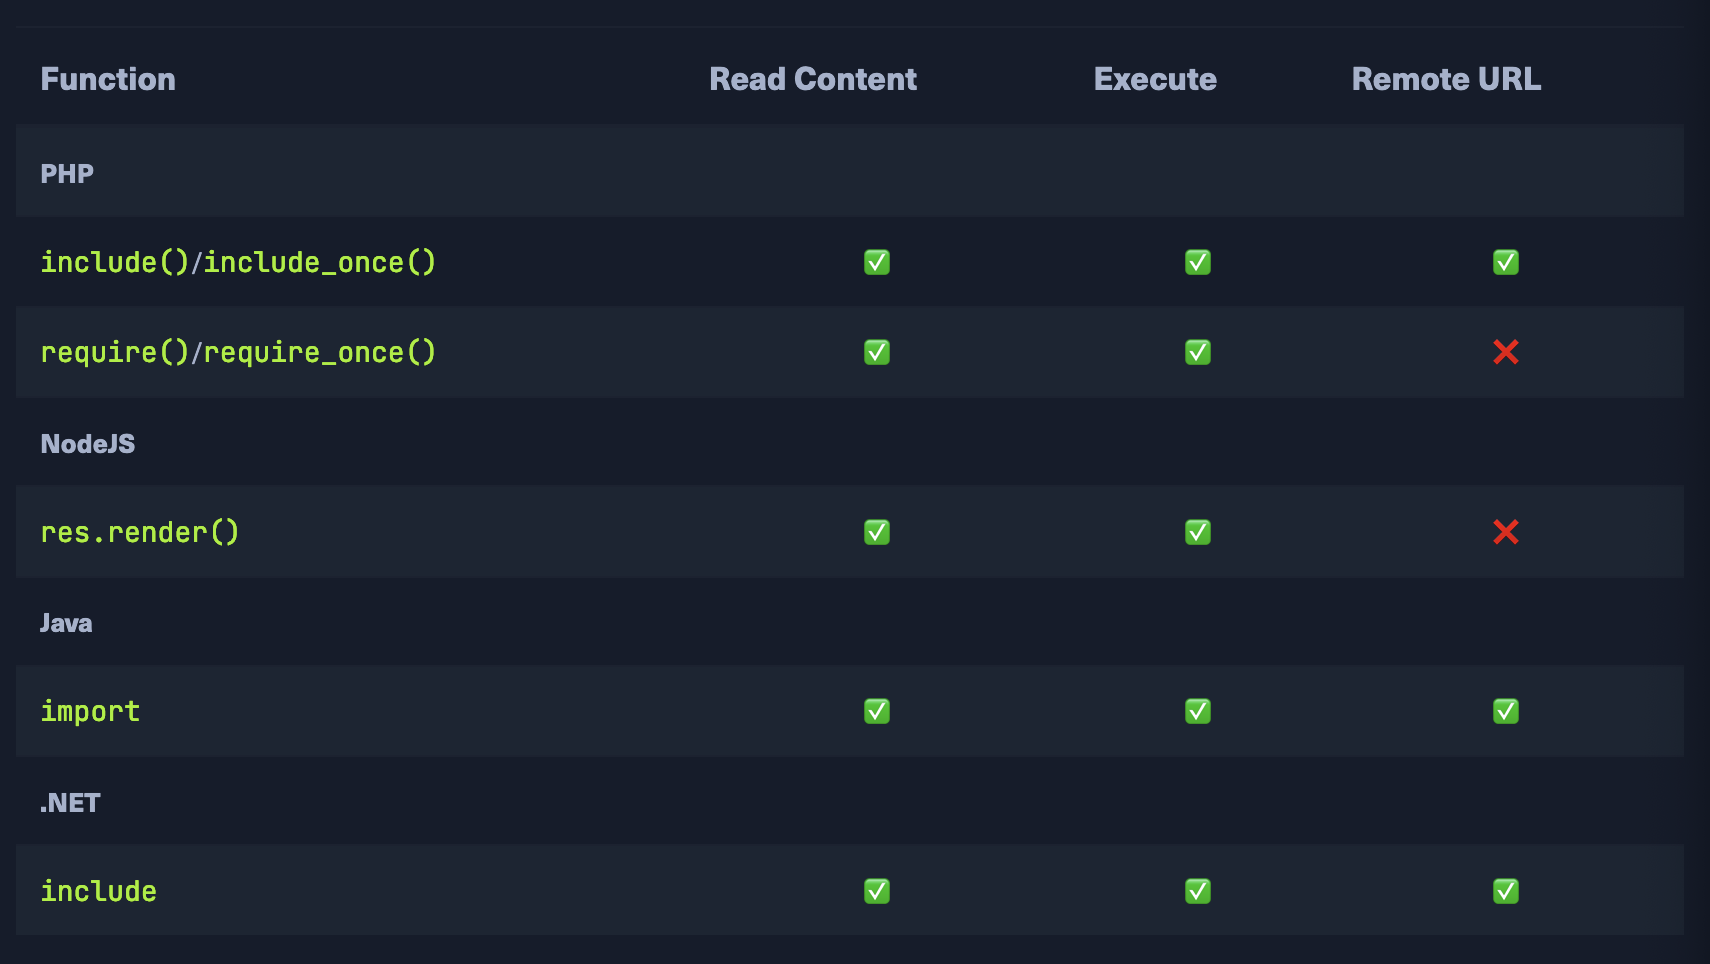 Function Read Content Execute Remote URL
PHP
include()/include_once() ✅ ✅ ✅
require()/require_once() ✅ ✅ ❌
NodeJS
res.render() ✅ ✅ ❌
Java
import ✅ ✅ ✅
.NET
include ✅ ✅ ✅